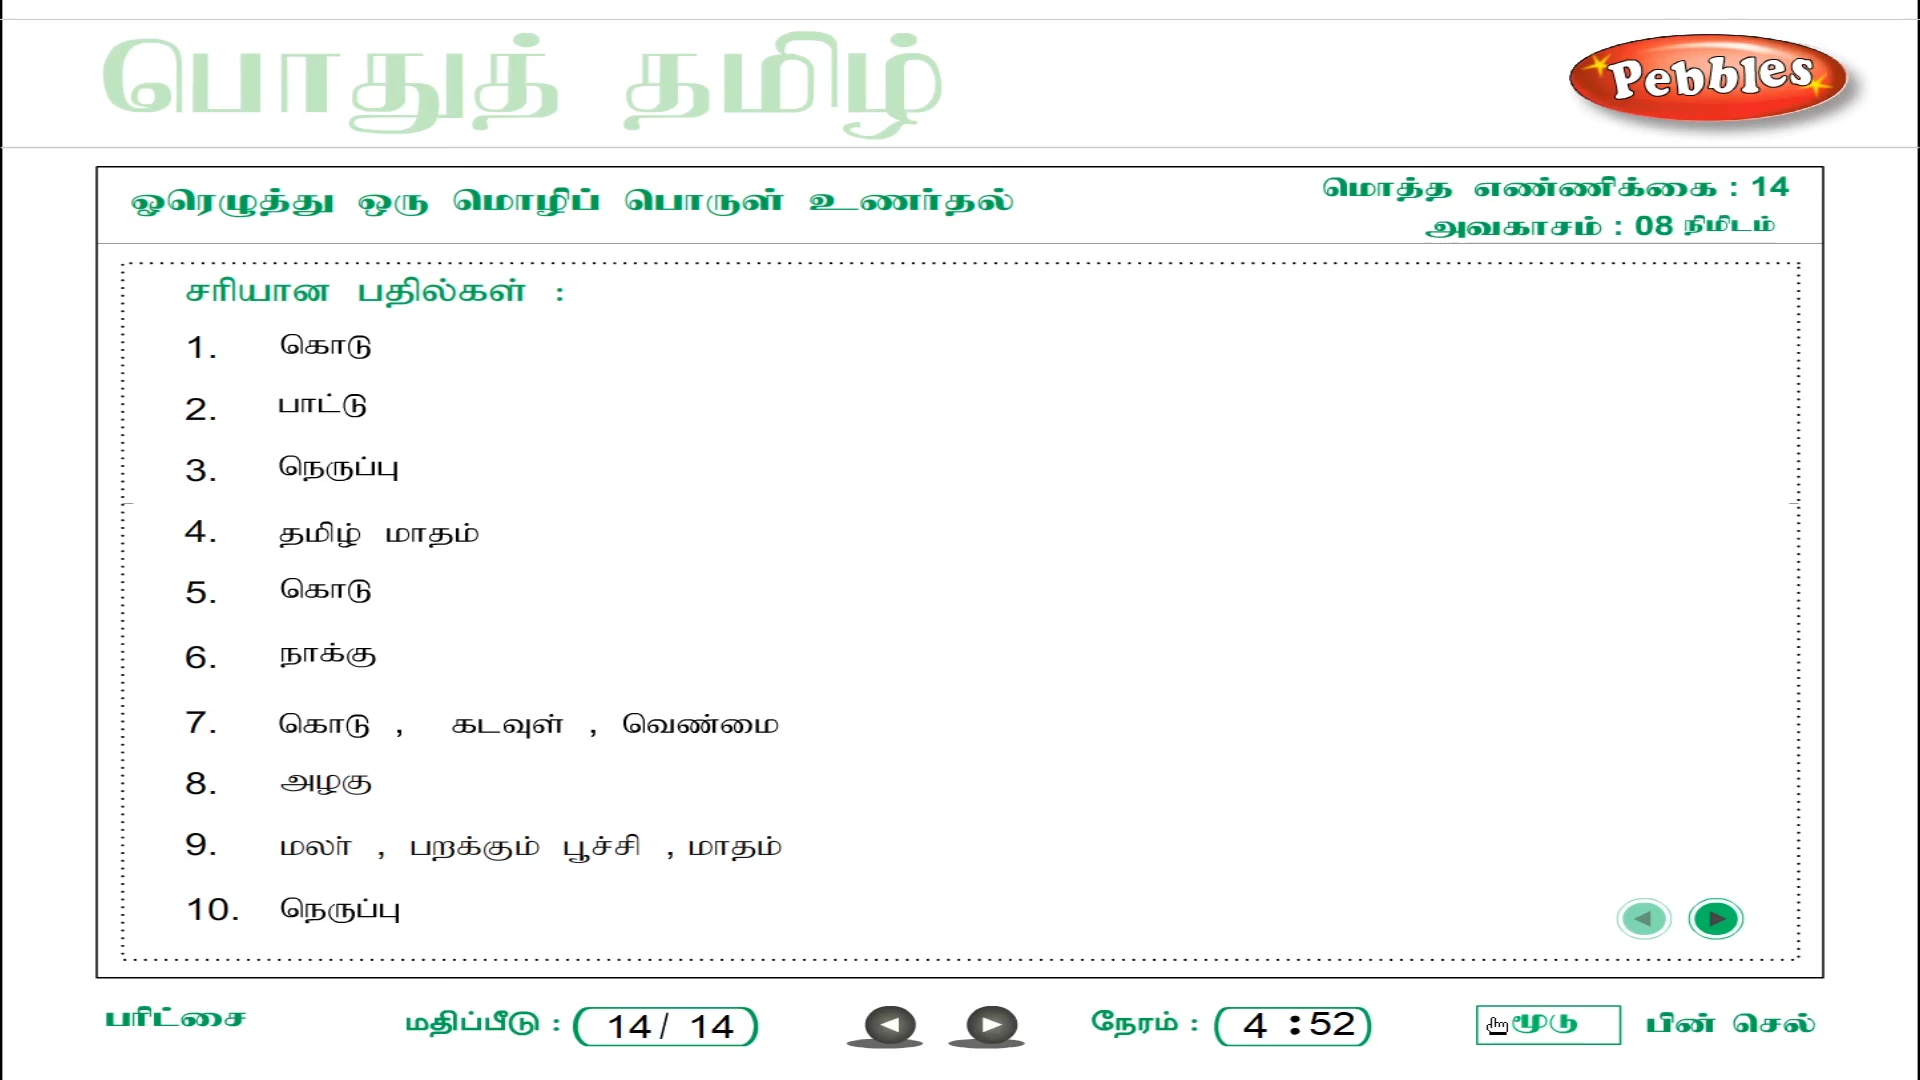 பொதுத் தமிழ்
Pebbles
ஓரெழுத்து ஒரு மொழிப் பொருள் உணர்தல்
மொத்த எண்ணிக்கை : 14
அவகாசம் : 08 நிமிடம்
சரியான பதில்கள் :
1. கொடு
2. பாட்டு
3. நெருப்பு
4. தமிழ் மாதம்
5. கொடு
6. நாக்கு
7. கொடு , கடவுள் , வெண்மை
8. அழகு
9. மலர் , பறக்கும் பூச்சி , மாதம்
10. நெருப்பு
பரிட்சை
மதிப்பீடு : 14 / 14
நேரம் : 4 : 52
மூடு
பின் செல்